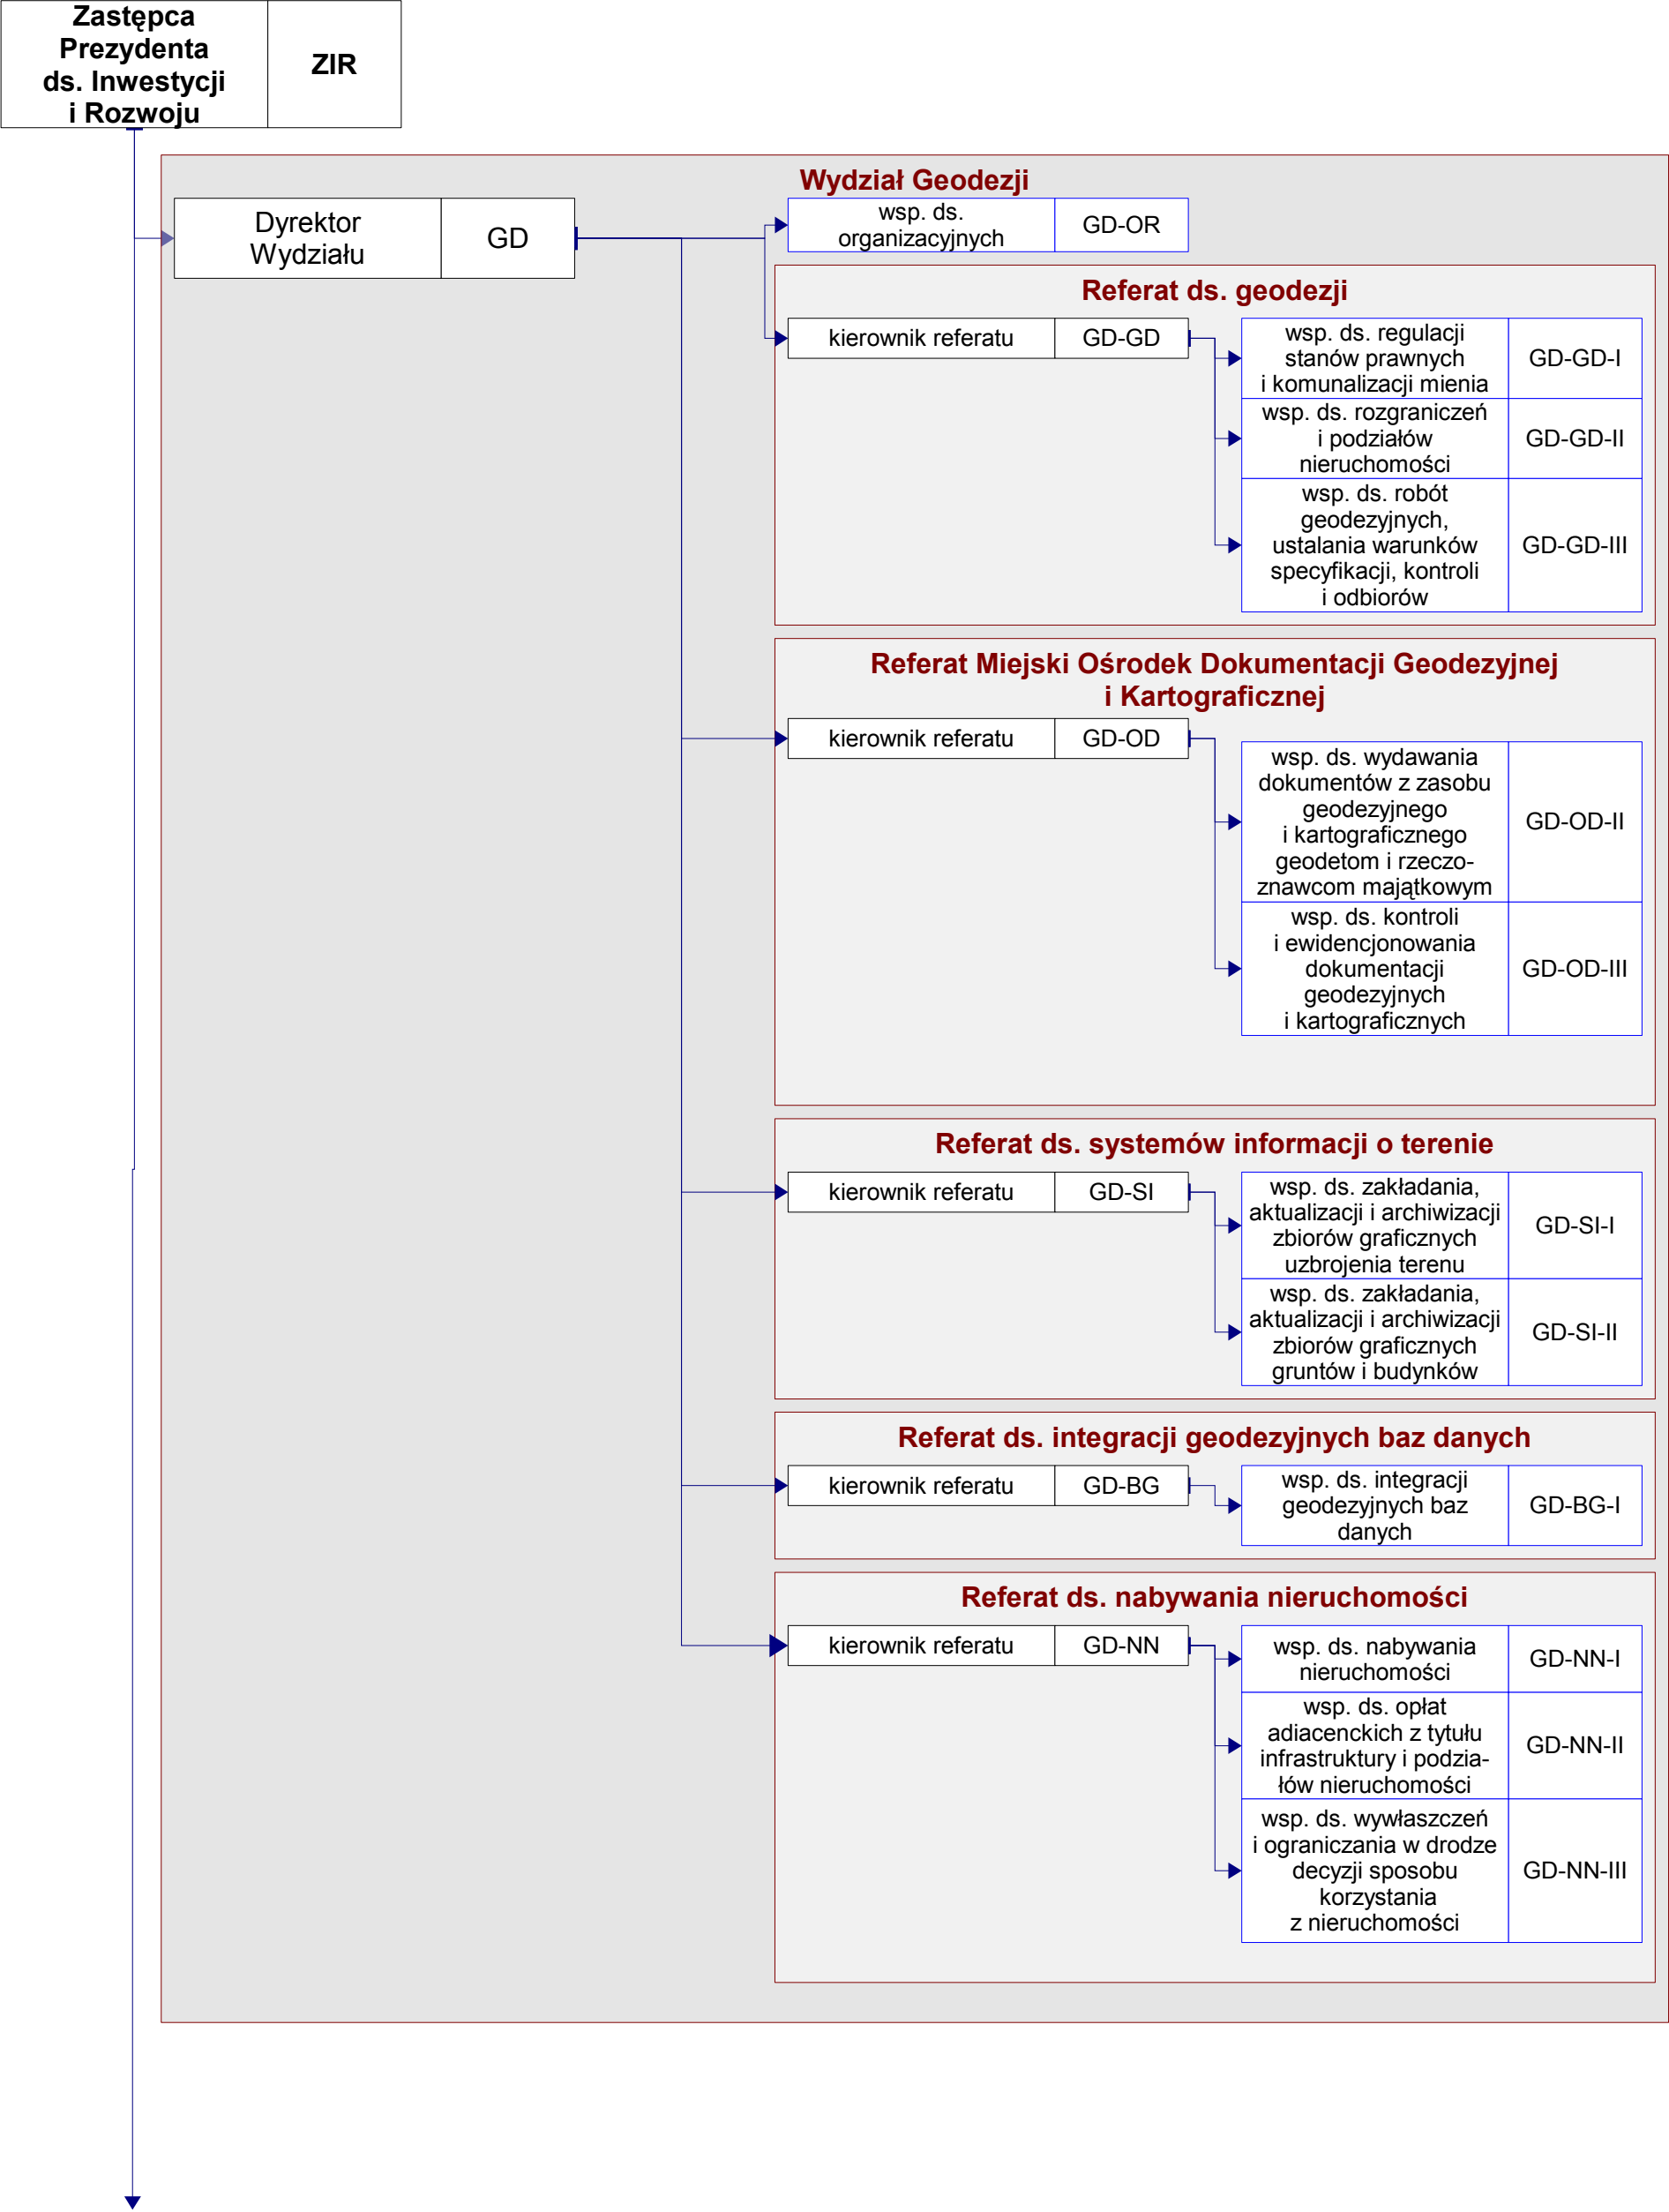 Zastępca
Prezydenta
ds. Inwestycji
i Rozwoju
ZIR
Wydział Geodezji
Dyrektor
Wydziału
GD
wsp. ds.
organizacyjnych
GD-OR
Referat ds. geodezji
kierownik referatu
GD-GD
wsp. ds. regulacji
stanów prawnych
i komunalizacji mienia
GD-GD-I
wsp. ds. rozgraniczeń
i podziałów
nieruchomości
GD-GD-II
wsp. ds. robót
geodezyjnych,
ustalania warunków
specyfikacji, kontroli
i odbiorów
GD-GD-III
Referat Miejski Ośrodek Dokumentacji Geodezyjnej
i Kartograficznej
kierownik referatu
GD-OD
wsp. ds. wydawania
dokumentów z zasobu
geodezyjnego
i kartograficznego
geodetom i rzeczo-
znawcom majątkowym
GD-OD-II
wsp. ds. kontroli
i ewidencjonowania
dokumentacji
geodezyjnych
i kartograficznych
GD-OD-III
Referat ds. systemów informacji o terenie
kierownik referatu
GD-SI
wsp. ds. zakładania,
aktualizacji i archiwizacji
zbiorów graficznych
uzbrojenia terenu
GD-SI-I
wsp. ds. zakładania,
aktualizacji i archiwizacji
zbiorów graficznych
gruntów i budynków
GD-SI-II
Referat ds. integracji geodezyjnych baz danych
kierownik referatu
GD-BG
wsp. ds. integracji
geodezyjnych baz
danych
GD-BG-I
Referat ds. nabywania nieruchomości
kierownik referatu
GD-NN
wsp. ds. nabywania
nieruchomości
GD-NN-I
wsp. ds. opłat
adiacenckich z tytułu
infrastruktury i podzia-
łów nieruchomości
GD-NN-II
wsp. ds. wywłaszczeń
i ograniczania w drodze
decyzji sposobu
korzystania
z nieruchomości
GD-NN-III